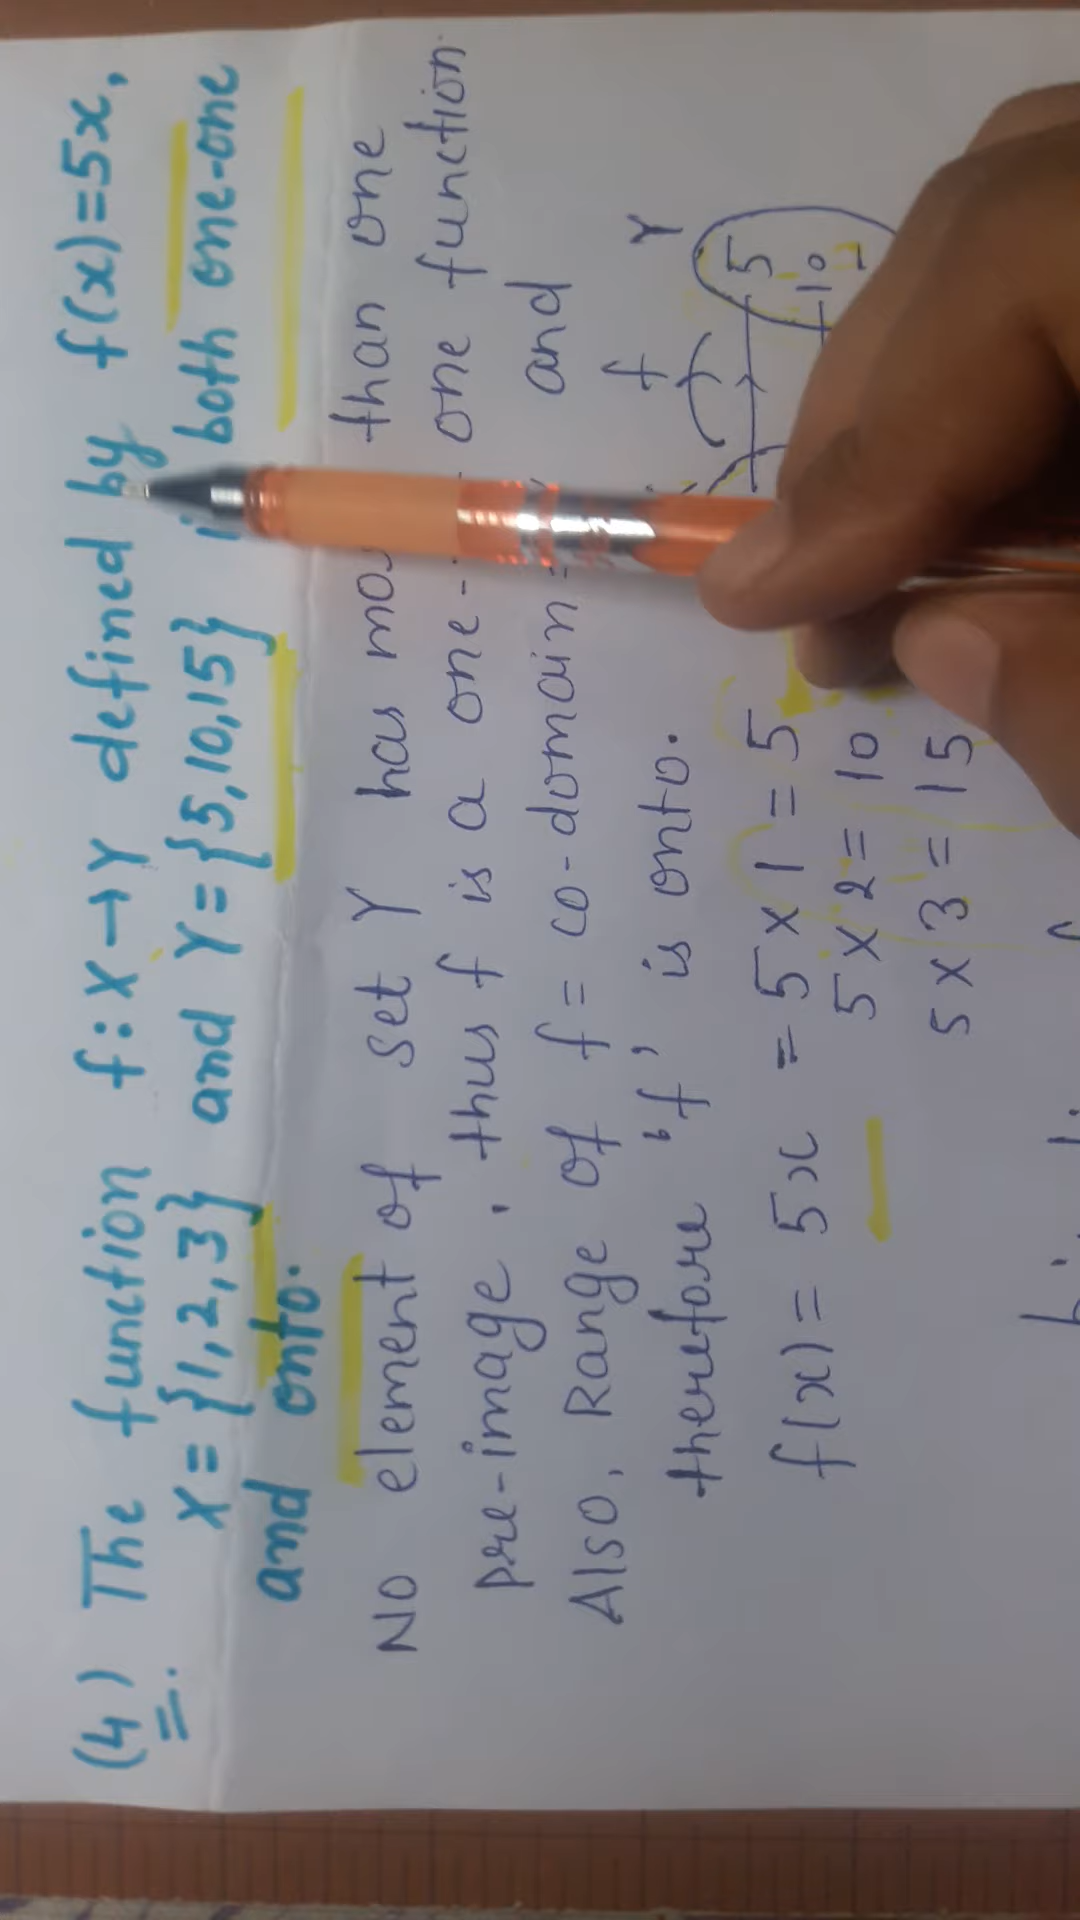 (4) The function f : X → Y defined by f(x) = 5x,
X = {1, 2, 3} and Y = {5, 10, 15} both one-one
and onto.
No element of set Y has than one
pre-image, thus f is a one- one function.
Also, Range of f = co-domain and
therefore 'f' is onto.
f Y
f(x) = 5x = 5 x 1 = 5
5 x 2 = 10
5 x 3 = 15
5
10